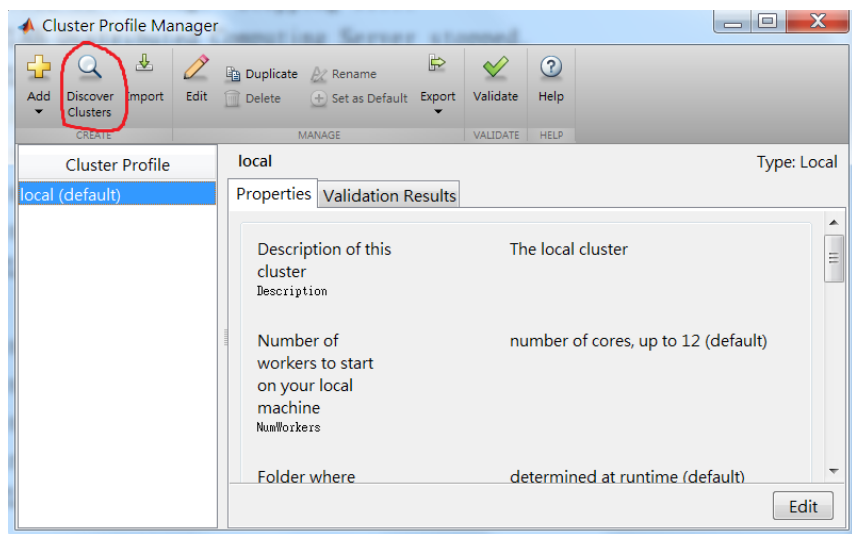 Cluster Profile Manager
Computing Server stopped.
Add
Discover Clusters
Import
Edit
Duplicate
Rename
Delete
Set as Default
Export
Validate
Help
CREATE
MANAGE
VALIDATE
HELP
Cluster Profile
local (default)
local
Type: Local
Properties
Validation Results
Description of this
cluster
Description
The local cluster
Number of
workers to start
on your local
machine
NumWorkers
number of cores, up to 12 (default)
Folder where
determined at runtime (default)
Edit